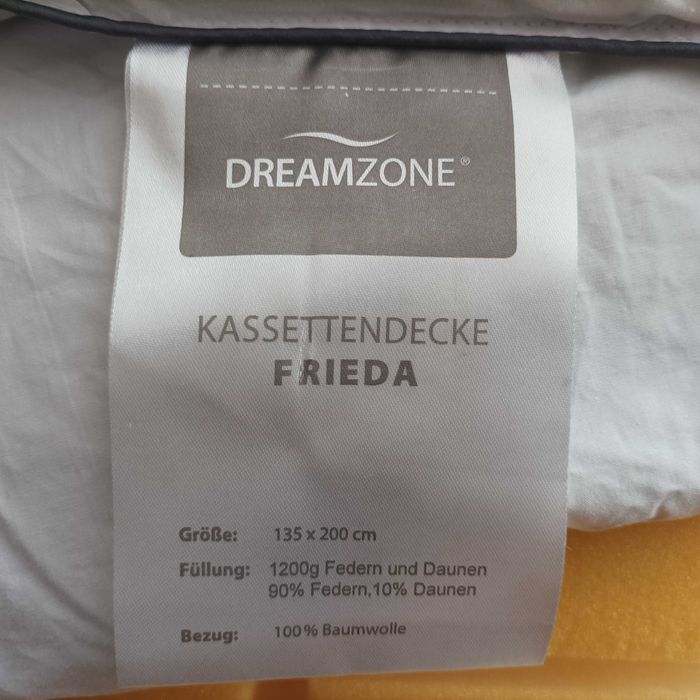 DREAMZONE®
KASSETTENDECKE
FRIEDA
Größe: 135 x 200 cm
Füllung: 1200g Federn und Daunen
90% Federn,10% Daunen
Bezug: 100% Baumwolle